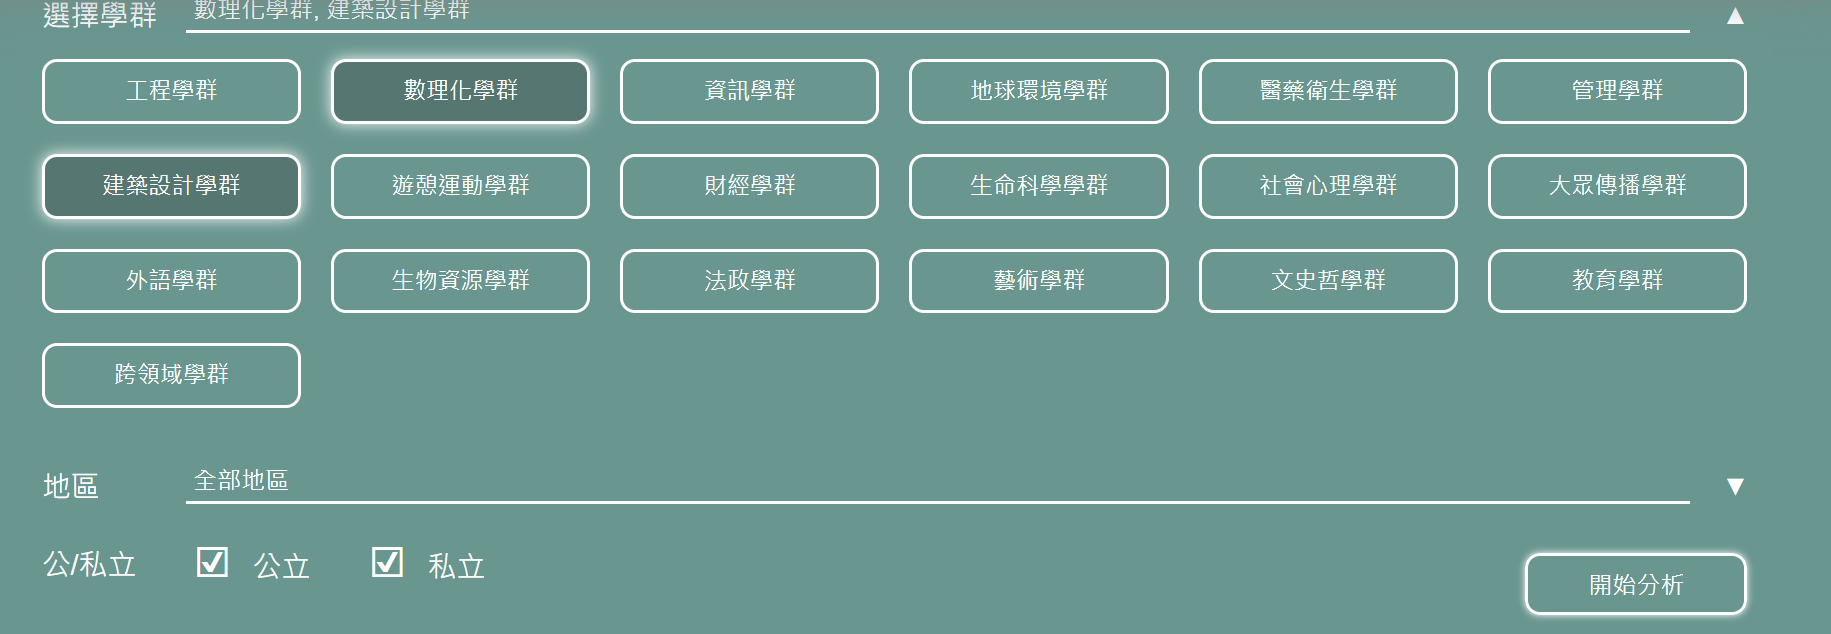 選擇學群 數理化學群, 建築設計學群 ▲
工程學群 數理化學群 資訊學群 地球環境學群 醫藥衛生學群 管理學群
建築設計學群 遊憩運動學群 財經學群 生命科學學群 社會心理學群 大眾傳播學群
外語學群 生物資源學群 法政學群 藝術學群 文史哲學群 教育學群
跨領域學群
地區 全部地區 ▼
公/私立 公立 私立
開始分析